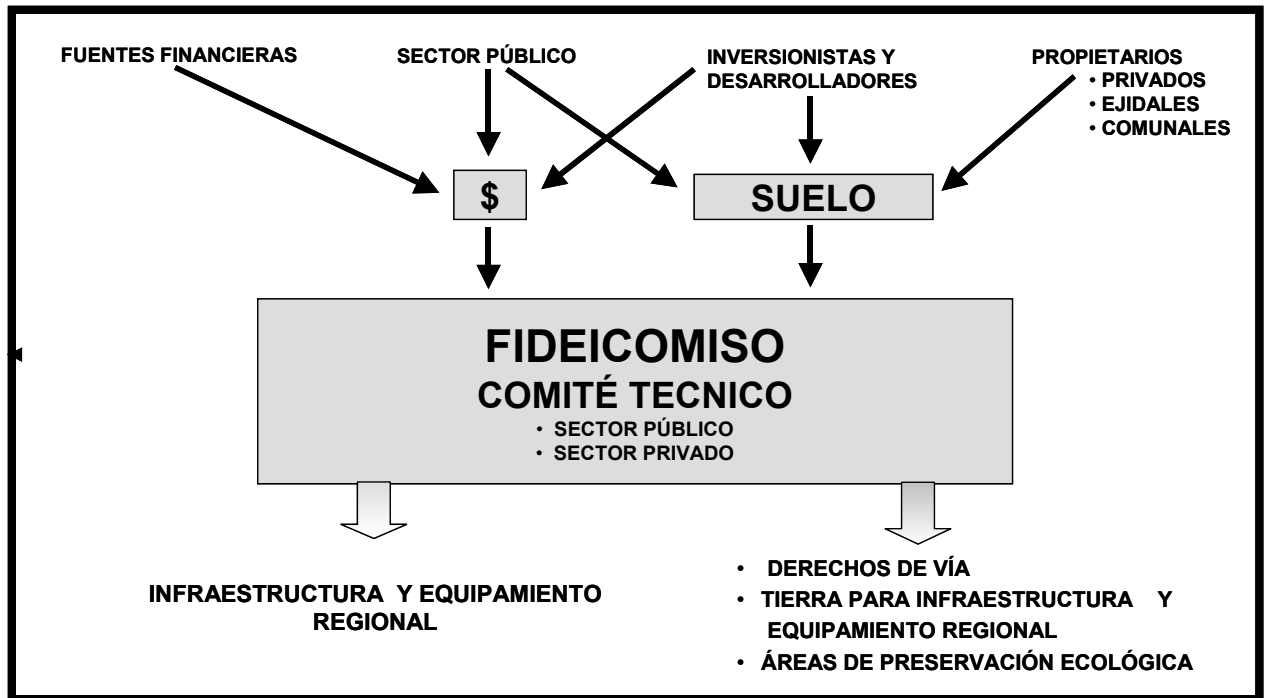 FUENTES FINANCIERAS
SECTOR PÚBLICO
INVERSIONISTAS Y
DESARROLLADORES
PROPIETARIOS
• PRIVADOS
• EJIDALES
• COMUNALES
$
SUELO
FIDEICOMISO
COMITÉ TECNICO
• SECTOR PÚBLICO
• SECTOR PRIVADO
INFRAESTRUCTURA Y EQUIPAMIENTO
REGIONAL
• DERECHOS DE VÍA
• TIERRA PARA INFRAESTRUCTURA Y
EQUIPAMIENTO REGIONAL
• ÁREAS DE PRESERVACIÓN ECOLÓGICA